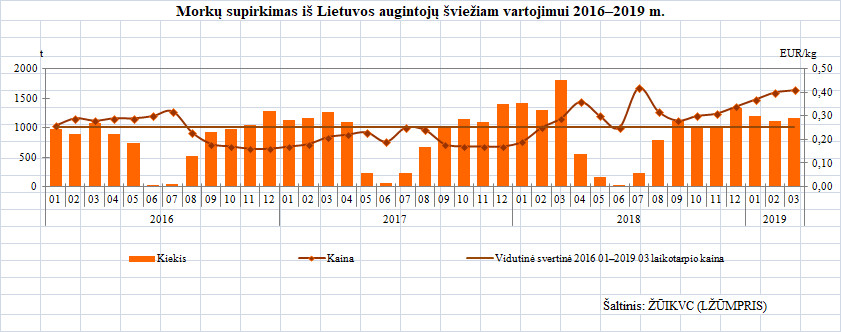 Morkų supirkimas iš Lietuvos augintojų šviežiam vartojimui 2016–2019 m.
t EUR/kg
2000 0,50
0,40
1500
0,30
1000
0,20
500
0,10
0 0,00
01 02 03 04 05 06 07 08 09 10 11 12 01 02 03 04 05 06 07 08 09 10 11 12 01 02 03 04 05 06 07 08 09 10 11 12 01 02 03
2016 2017 2018 2019
Kiekis Kaina Vidutinė svertinė 2016 01–2019 03 laikotarpio kaina
Šaltinis: ŽŪIKVC (LŽŪMPRIS)